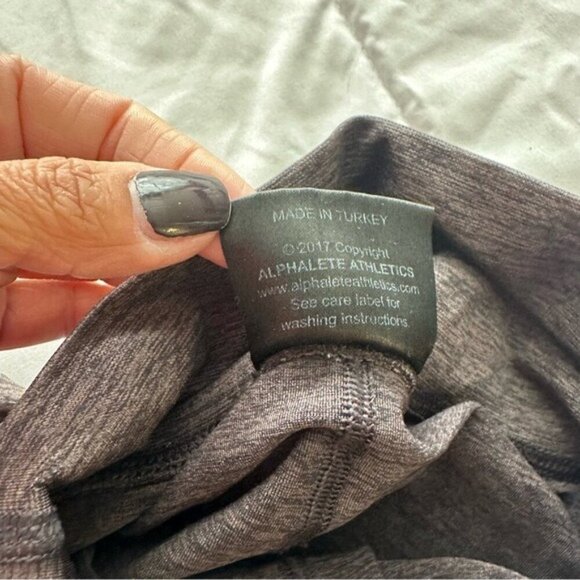 MADE IN TURKEY
© 2017 Copyright
ALPHALETE ATHLETICS
www.alphaleteathletics.com
See care label for
washing instructions.